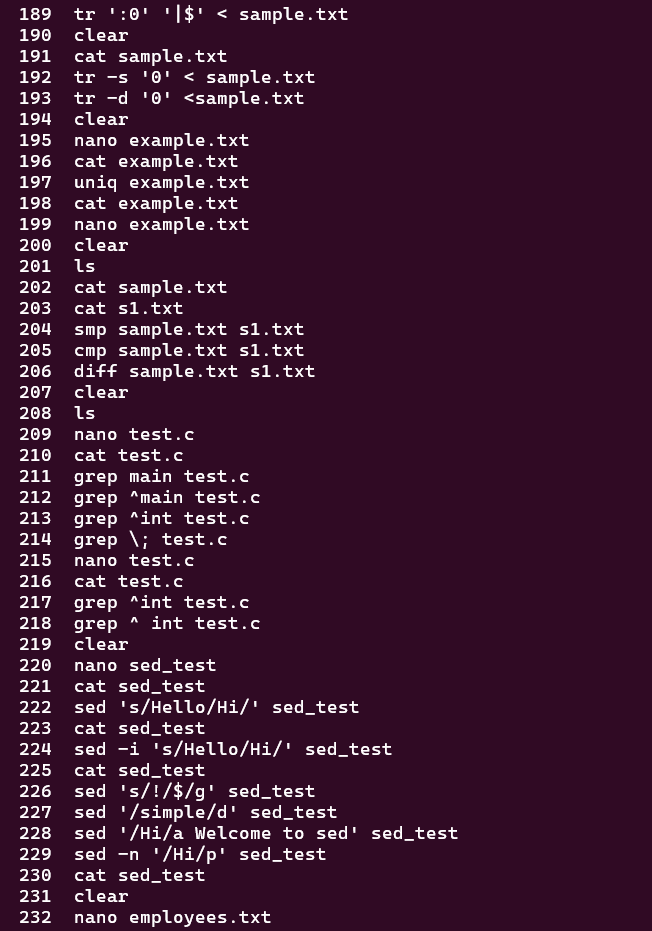 189  tr ':0' '|$' < sample.txt
190  clear
191  cat sample.txt
192  tr -s '0' < sample.txt
193  tr -d '0' <sample.txt
194  clear
195  nano example.txt
196  cat example.txt
197  uniq example.txt
198  cat example.txt
199  nano example.txt
200  clear
201  ls
202  cat sample.txt
203  cat s1.txt
204  smp sample.txt s1.txt
205  cmp sample.txt s1.txt
206  diff sample.txt s1.txt
207  clear
208  ls
209  nano test.c
210  cat test.c
211  grep main test.c
212  grep ^main test.c
213  grep ^int test.c
214  grep \; test.c
215  nano test.c
216  cat test.c
217  grep ^int test.c
218  grep ^ int test.c
219  clear
220  nano sed_test
221  cat sed_test
222  sed 's/Hello/Hi/' sed_test
223  cat sed_test
224  sed -i 's/Hello/Hi/' sed_test
225  cat sed_test
226  sed 's/!/$/g' sed_test
227  sed '/simple/d' sed_test
228  sed '/Hi/a Welcome to sed' sed_test
229  sed -n '/Hi/p' sed_test
230  cat sed_test
231  clear
232  nano employees.txt